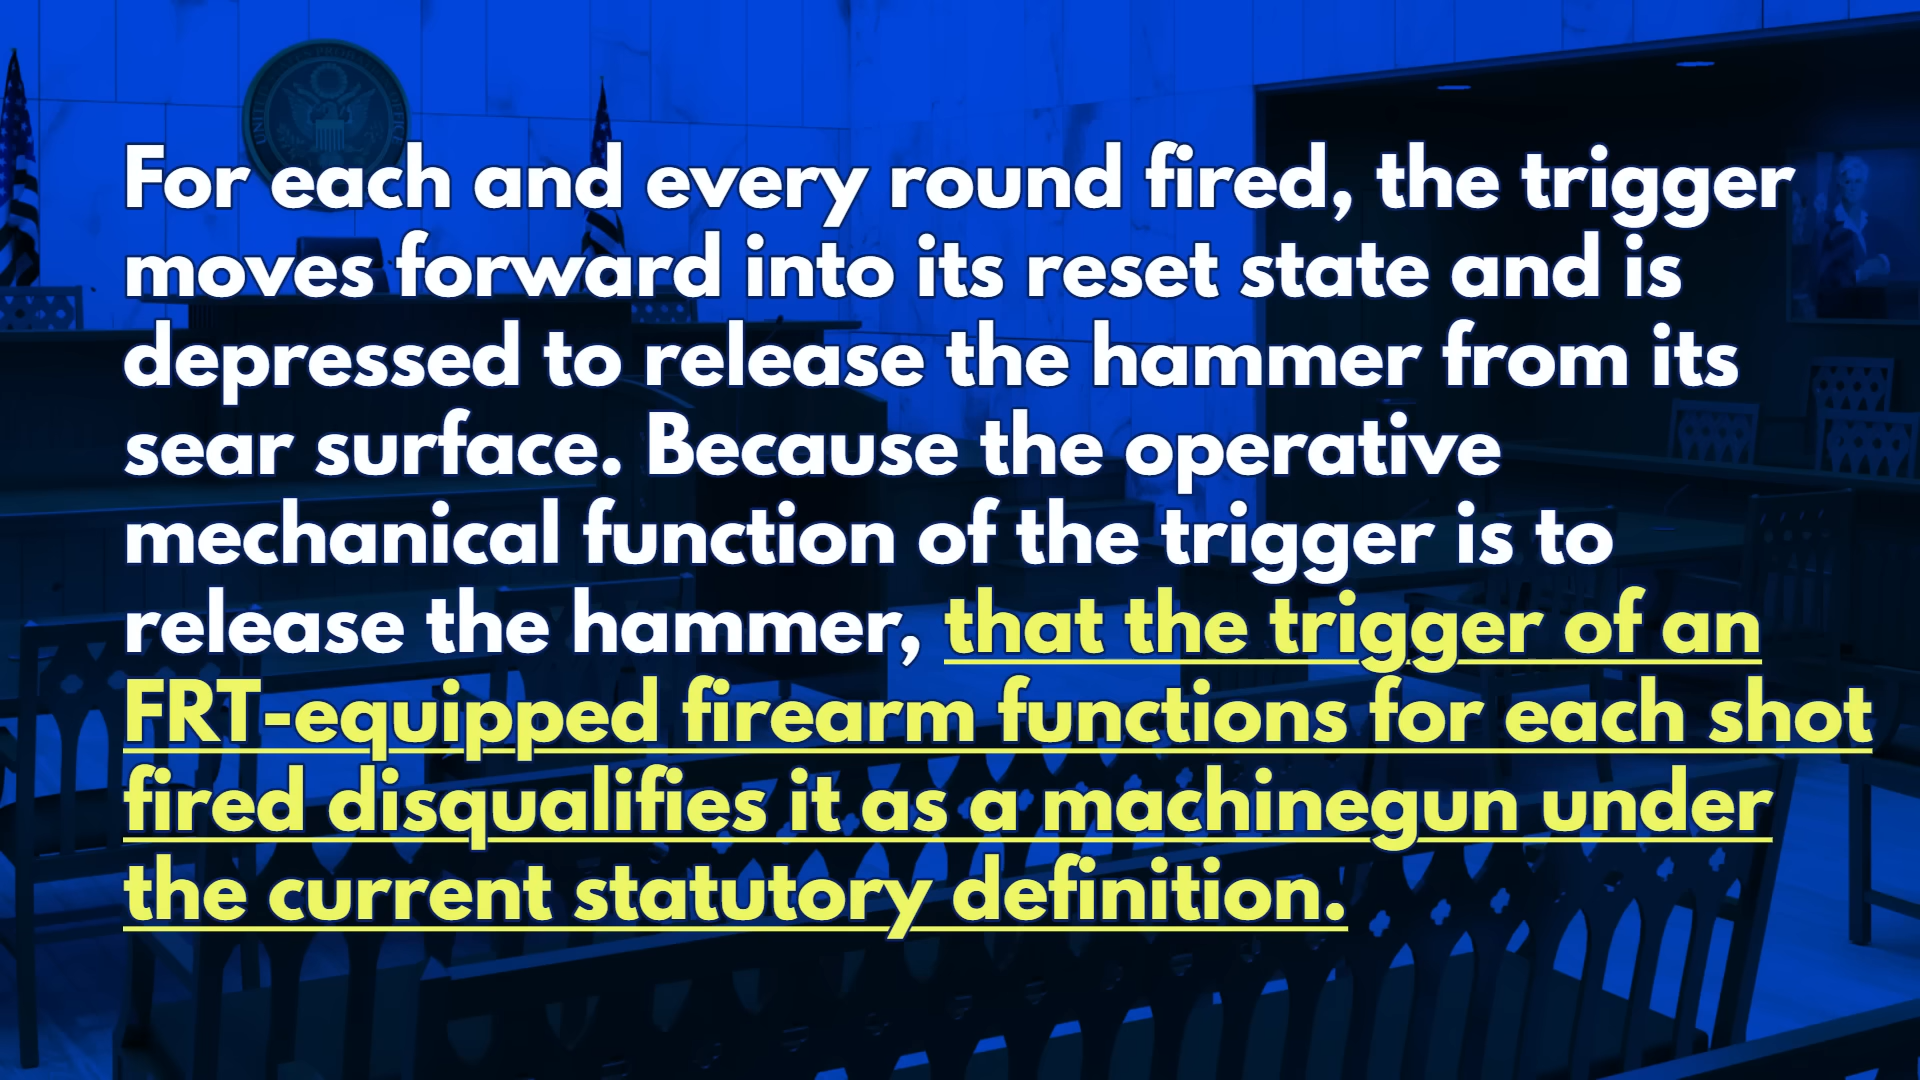 For each and every round fired, the trigger
moves forward into its reset state and is
depressed to release the hammer from its
sear surface. Because the operative
mechanical function of the trigger is to
release the hammer, that the trigger of an
FRT-equipped firearm functions for each shot
fired disqualifies it as a machinegun under
the current statutory definition.